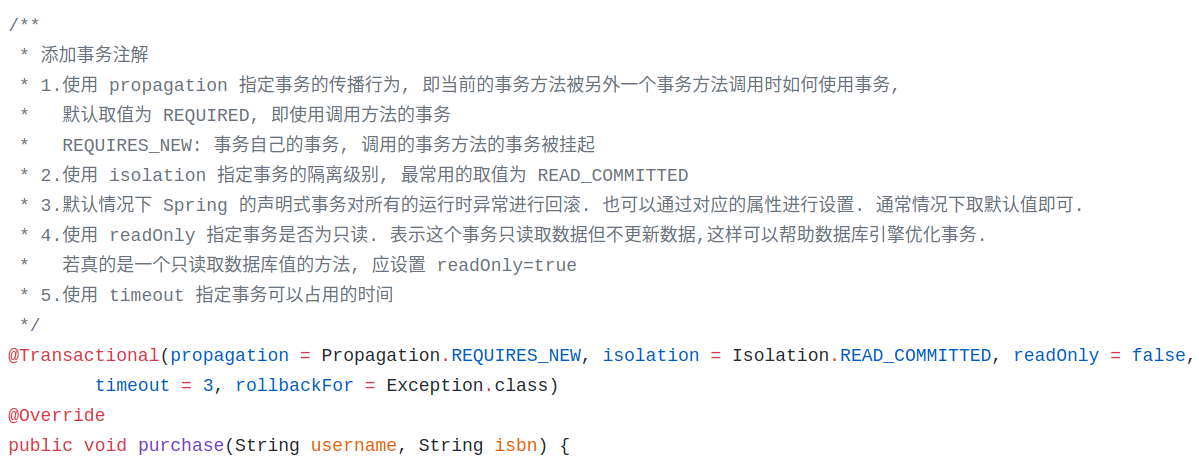 /**
 * 添加事务注解
 * 1.使用 propagation 指定事务的传播行为, 即当前的事务方法被另外一个事务方法调用时如何使用事务,
 *   默认取值为 REQUIRED, 即使用调用方法的事务
 *   REQUIRES_NEW: 事务自己的事务, 调用的事务方法的事务被挂起
 * 2.使用 isolation 指定事务的隔离级别, 最常用的取值为 READ_COMMITTED
 * 3.默认情况下 Spring 的声明式事务对所有的运行时异常进行回滚. 也可以通过对应的属性进行设置. 通常情况下取默认值即可.
 * 4.使用 readOnly 指定事务是否为只读. 表示这个事务只读取数据但不更新数据,这样可以帮助数据库引擎优化事务.
 *   若真的是一个只读取数据库值的方法, 应设置 readOnly=true
 * 5.使用 timeout 指定事务可以占用的时间
 */
@Transactional(propagation = Propagation.REQUIRES_NEW, isolation = Isolation.READ_COMMITTED, readOnly = false,
        timeout = 3, rollbackFor = Exception.class)
@Override
public void purchase(String username, String isbn) {